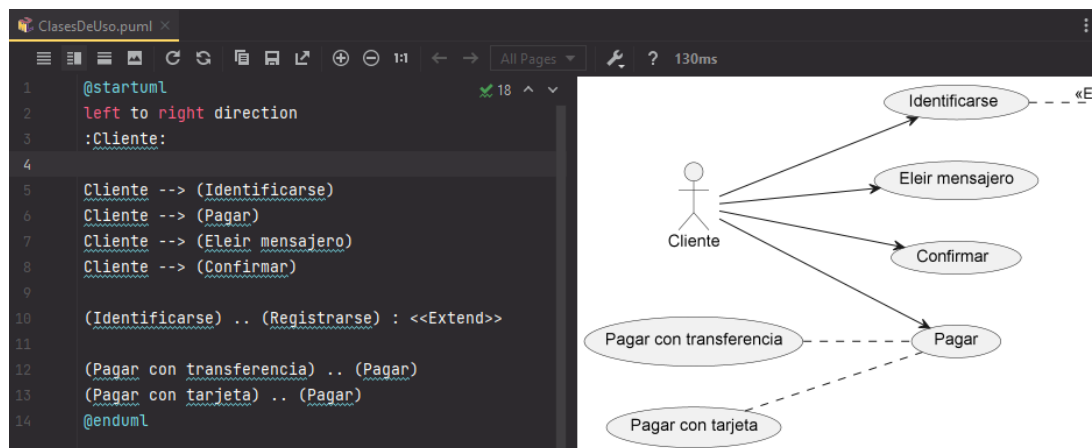 ClasesDeUso.puml
1:1 All Pages ? 130ms
1 @startuml 18
2 left to right direction
3 :Cliente:
4
5 Cliente --> (Identificarse)
6 Cliente --> (Pagar)
7 Cliente --> (Eleir mensajero)
8 Cliente --> (Confirmar)
9
10 (Identificarse) .. (Registrarse) : <<Extend>>
11
12 (Pagar con transferencia) .. (Pagar)
13 (Pagar con tarjeta) .. (Pagar)
14 @enduml
Identificarse «E
Eleir mensajero
Cliente
Confirmar
Pagar con transferencia Pagar
Pagar con tarjeta